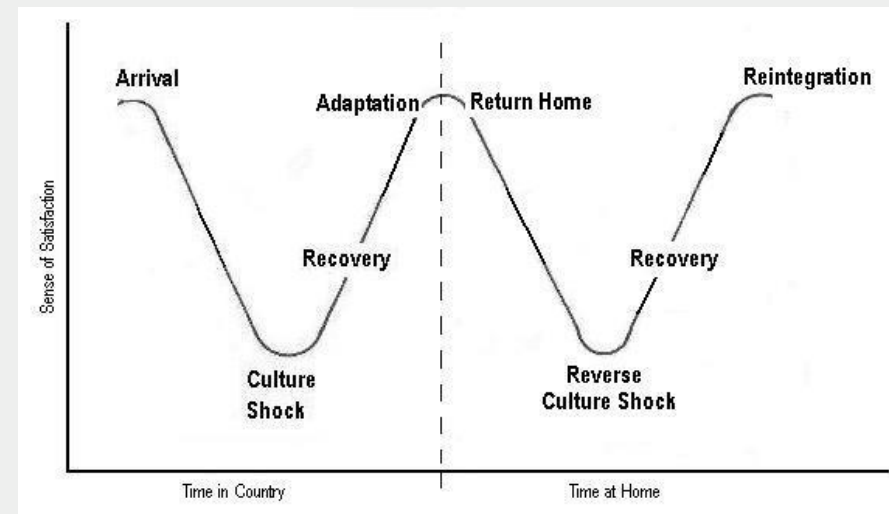 Arrival
Adaptation
Return Home
Reintegration
Sense of Satisfaction
Recovery
Recovery
Culture
Shock
Reverse
Culture Shock
Time in Country
Time at Home